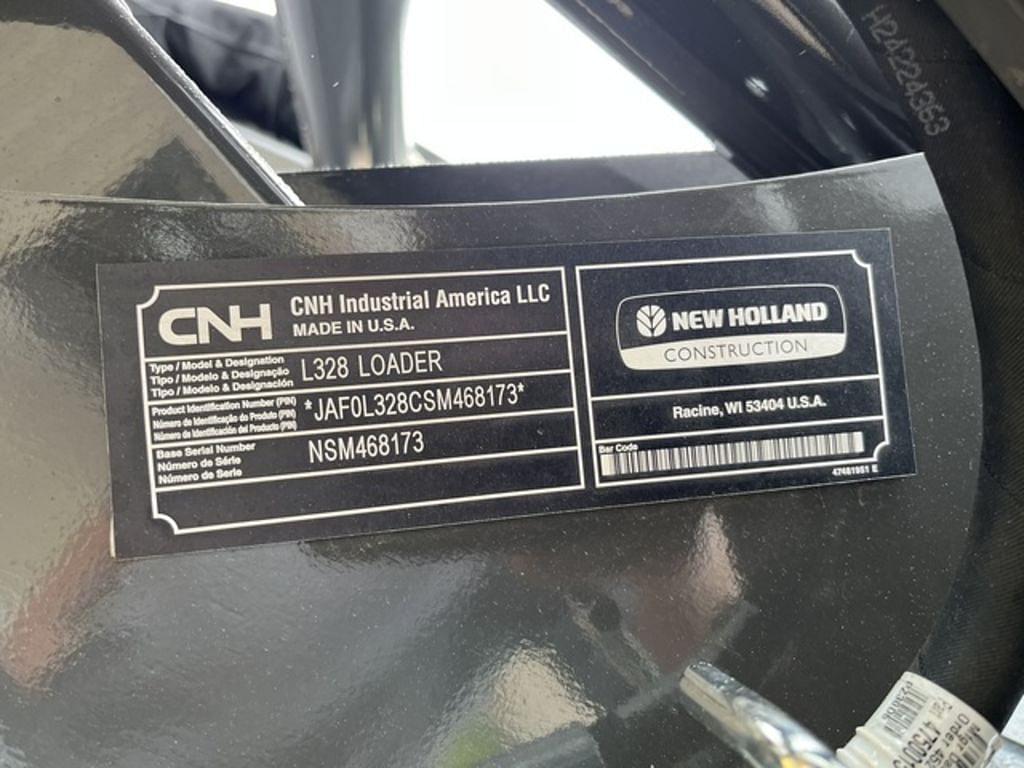 H24224363
CNH
CNH Industrial America LLC
MADE IN U.S.A.
Type / Model & Designation
Tipo / Modelo & Designação
Tipo / Modelo & Designación
L328 LOADER
Product Identification Number (PIN)
Número de Identificação do Produto (PIN)
Número de Identificación del Producto (PIN)
*JAF0L328CSM468173*
Base Serial Number
Número de Série
Número de Serie
NSM468173
NEW HOLLAND
CONSTRUCTION
Racine, WI 53404 U.S.A.
Bar Code
47481951 E